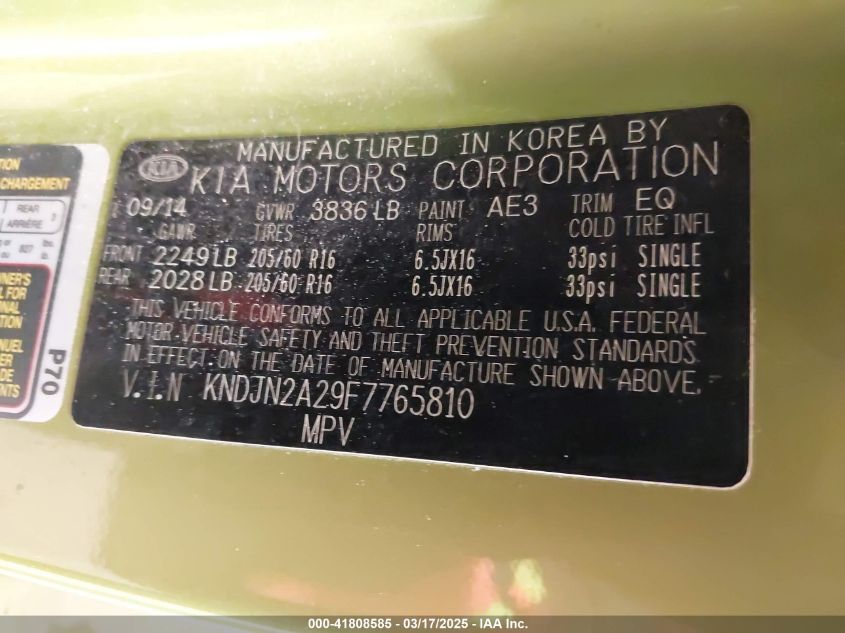 MANUFACTURED IN KOREA BY
KIA KIA MOTORS CORPORATION
09/14 GVWR 3836 LB PAINT AE3 TRIM EQ
GAWR TIRES RIMS COLD TIRE INFL
FRONT 2249 LB 205/60 R16 6.5JX16 33psi SINGLE
REAR 2028 LB 205/60 R16 6.5JX16 33psi SINGLE
THIS VEHICLE CONFORMS TO ALL APPLICABLE U.S.A. FEDERAL
MOTOR VEHICLE SAFETY AND THEFT PREVENTION STANDARDS
IN EFFECT ON THE DATE OF MANUFACTURE SHOWN ABOVE.
V.I.N KNDJN2A29F7765810
MPV
CHARGEMENT
REAR
ARRIÈRE
827 lbs.
P70
000-41808585 - 03/17/2025 - IAA Inc.